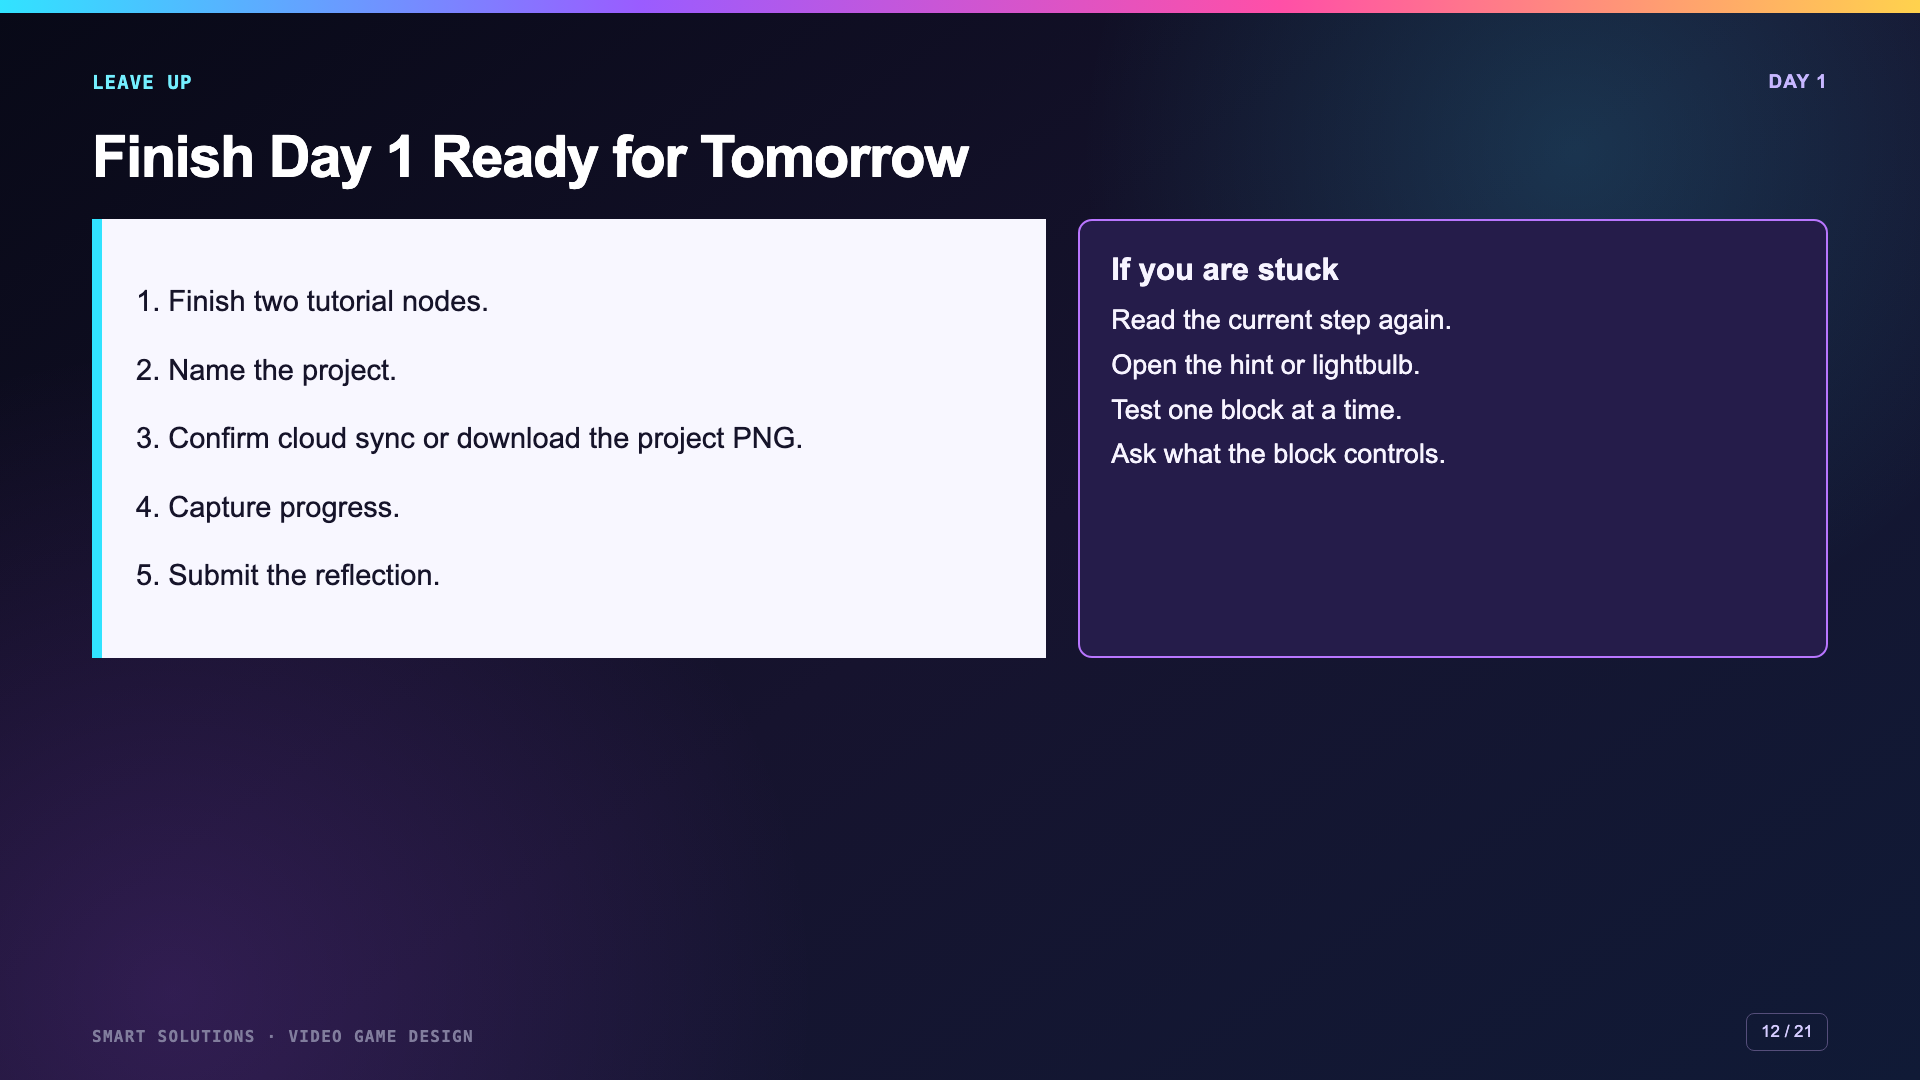 LEAVE UP
DAY 1
Finish Day 1 Ready for Tomorrow
1. Finish two tutorial nodes.
2. Name the project.
3. Confirm cloud sync or download the project PNG.
4. Capture progress.
5. Submit the reflection.
If you are stuck
Read the current step again.
Open the hint or lightbulb.
Test one block at a time.
Ask what the block controls.
SMART SOLUTIONS · VIDEO GAME DESIGN
12 / 21